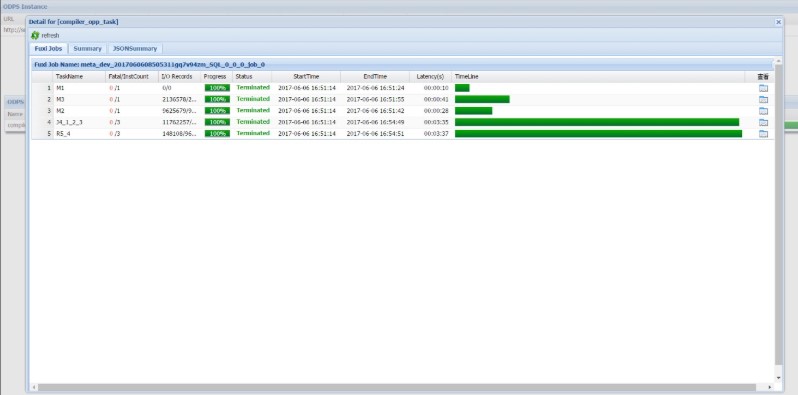 ODPS Instance
URL
Detail for [compiler_opp_task]
refresh
Fuxi Jobs Summary JSONSummary
Fuxi Job Name: meta_dev_2017060608505311gq7v94zm_SQL_0_0_0_job_0
TaskName Fatal/InstCount I/O Records Progress Status StartTime EndTime Latency(s) TimeLine 查看
1 M1 0 /1 0/0 100% Terminated 2017-06-06 16:51:14 2017-06-06 16:51:24 00:00:10
2 M3 0 /1 2136578/2... 100% Terminated 2017-06-06 16:51:14 2017-06-06 16:51:55 00:00:41
3 M2 0 /1 9625679/9... 100% Terminated 2017-06-06 16:51:14 2017-06-06 16:51:42 00:00:28
4 J4_1_2_3 0 /3 11762257/... 100% Terminated 2017-06-06 16:51:14 2017-06-06 16:54:49 00:03:35
5 R5_4 0 /3 148108/96... 100% Terminated 2017-06-06 16:51:14 2017-06-06 16:54:51 00:03:37
ODPS
Name